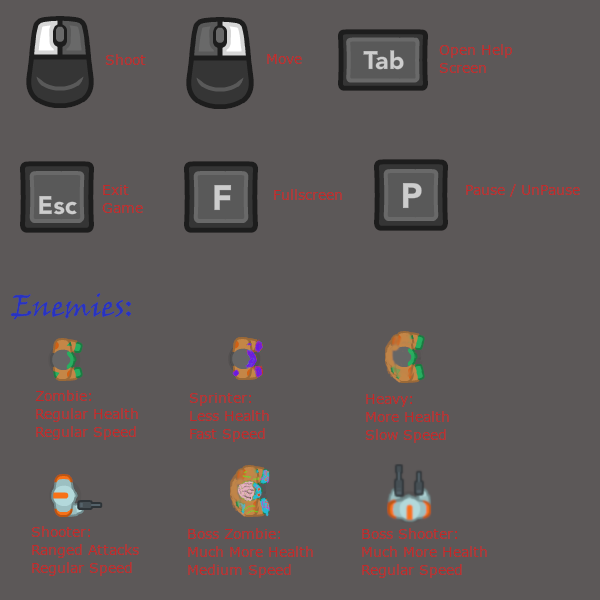 Shoot
Move
Tab
Open Help
Screen
Esc
Exit
Game
F
Fullscreen
P
Pause / UnPause
Enemies:
Zombie:
Regular Health
Regular Speed
Sprinter:
Less Health
Fast Speed
Heavy:
More Health
Slow Speed
Shooter:
Ranged Attacks
Regular Speed
Boss Zombie:
Much More Health
Medium Speed
Boss Shooter:
Much More Health
Regular Speed